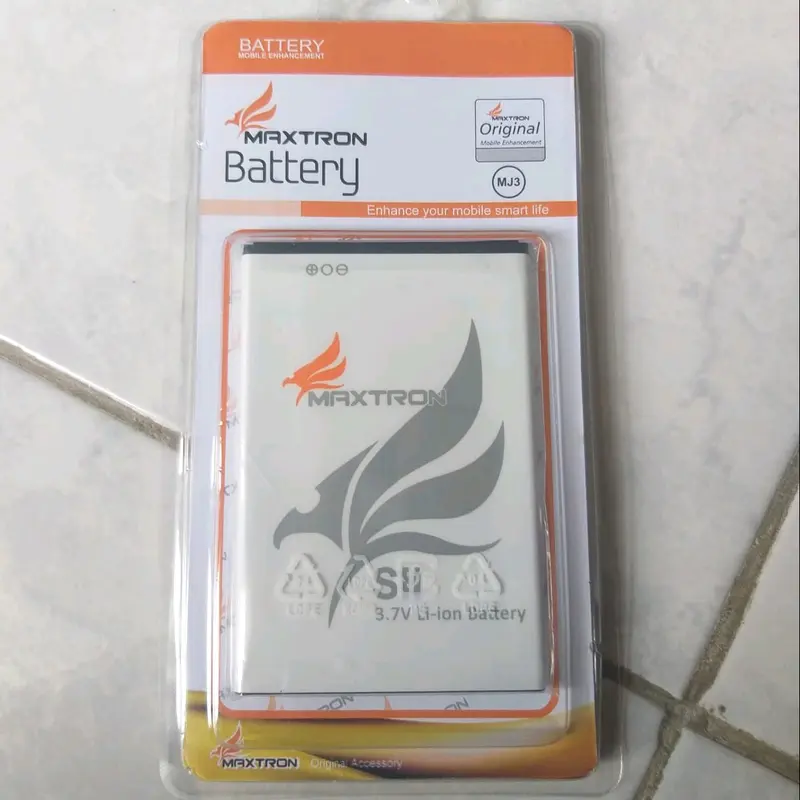 BATTERY
MOBILE ENHANCEMENT
MAXTRON
Battery
MAXTRON
Original
Mobile Enhancement
MJ3
Enhance your mobile smart life
MAXTRON
3.7V Li-ion Battery
MAXTRON
Original Accessory